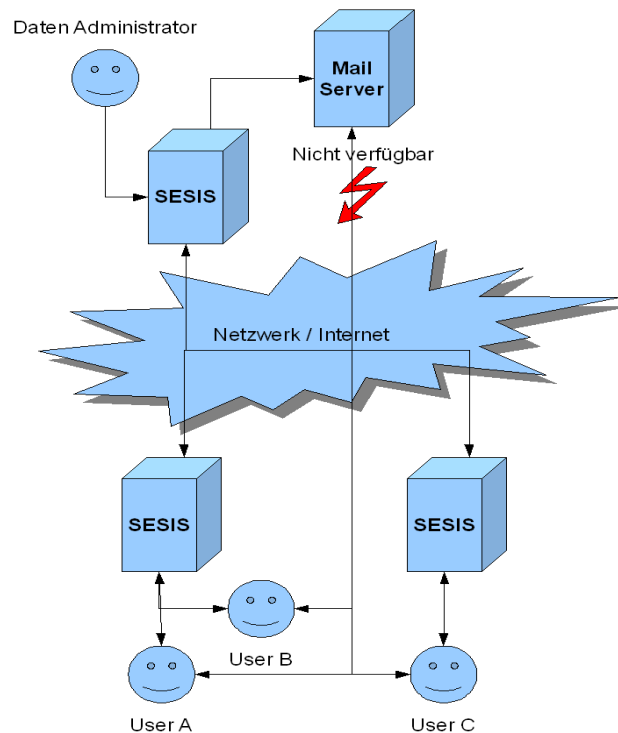 Daten Administrator
Mail
Server
Nicht verfügbar
SESIS
Netzwerk / Internet
SESIS
SESIS
User B
User A
User C